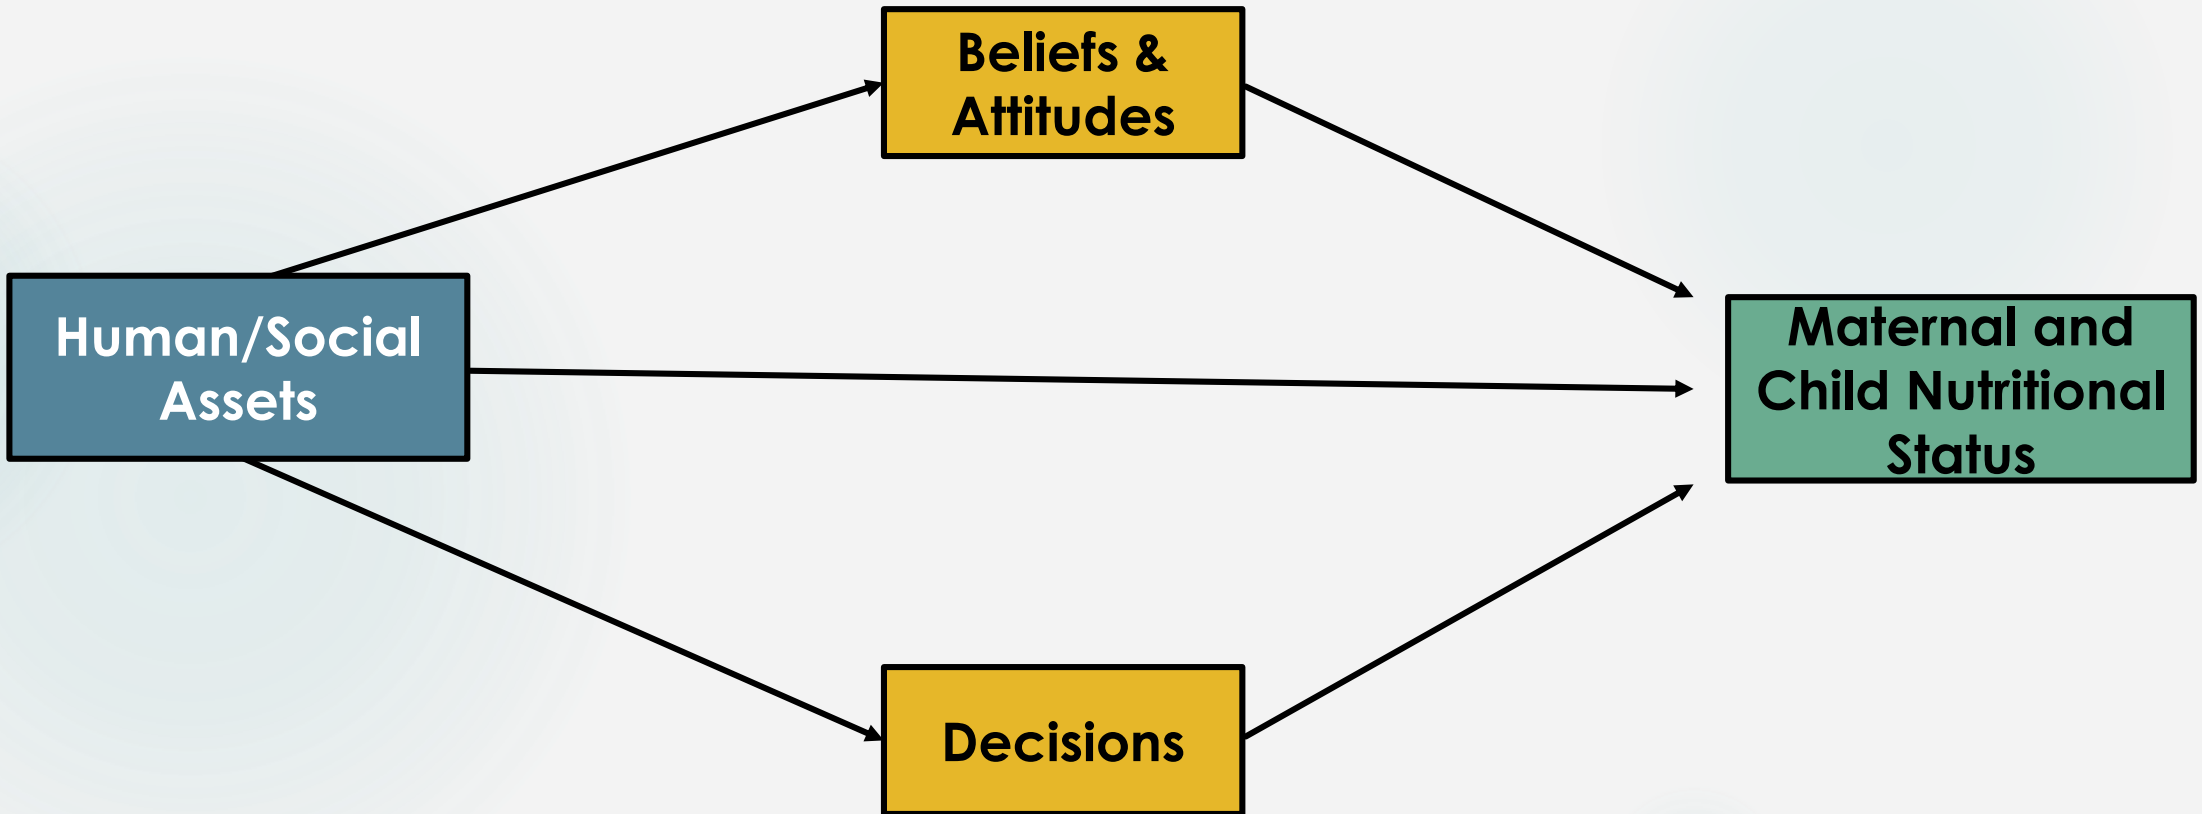 Beliefs &
Attitudes
Human/Social
Assets
Maternal and
Child Nutritional
Status
Decisions